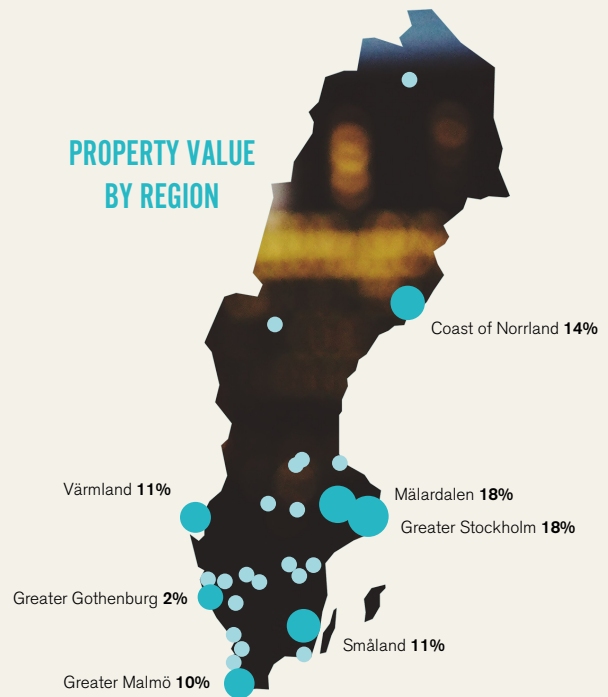 PROPERTY VALUE
BY REGION
Coast of Norrland 14%
Värmland 11%
Mälardalen 18%
Greater Stockholm 18%
Greater Gothenburg 2%
Småland 11%
Greater Malmö 10%